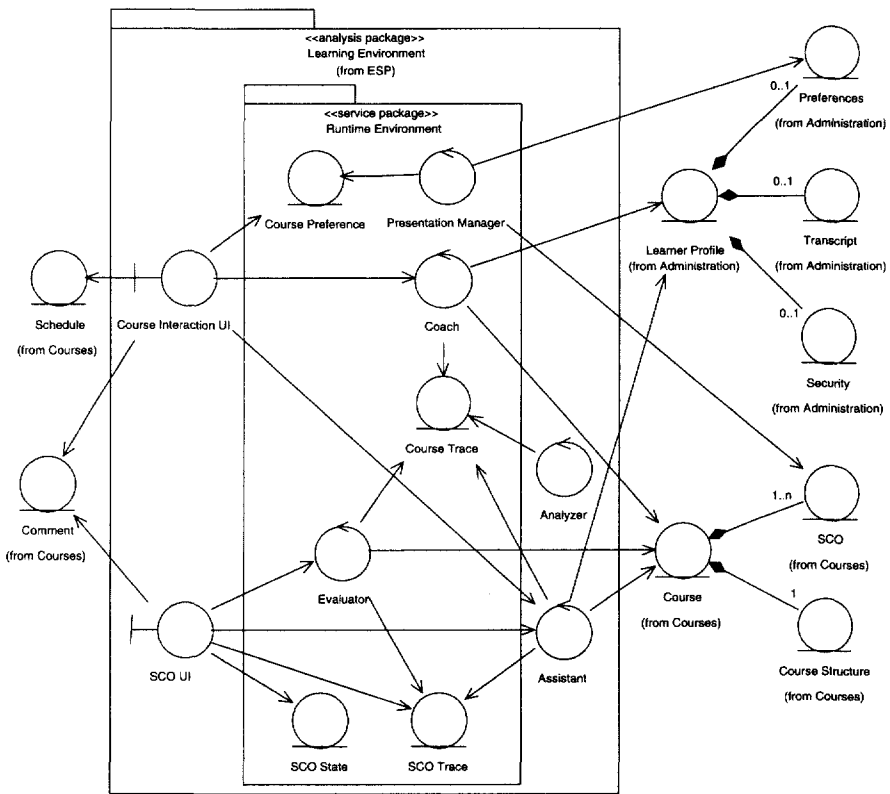 <<analysis package>>
Learning Environment
(from ESP)
<<service package>>
Runtime Environment
0..1
Preferences
(from Administration)
Course Preference
Presentation Manager
0..1
Transcript
(from Administration)
Learner Profile
(from Administration)
Schedule
(from Courses)
Course Interaction UI
Coach
0..1
Security
(from Administration)
Course Trace
Analyzer
Comment
(from Courses)
1..n
SCO
(from Courses)
Evaluator
Course
(from Courses)
1
SCO UI
Assistant
Course Structure
(from Courses)
SCO State
SCO Trace